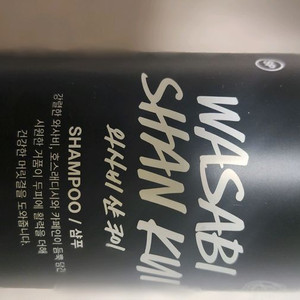 WASABI
SHAN KUI
와사비 샨 쿠이
SHAMPOO / 샴푸
강렬한 와사비, 호스래디시와 카페인이 듬뿍 담긴
시원한 거품이 두피에 활력을 더해
건강한 머릿결을 도와줍니다.